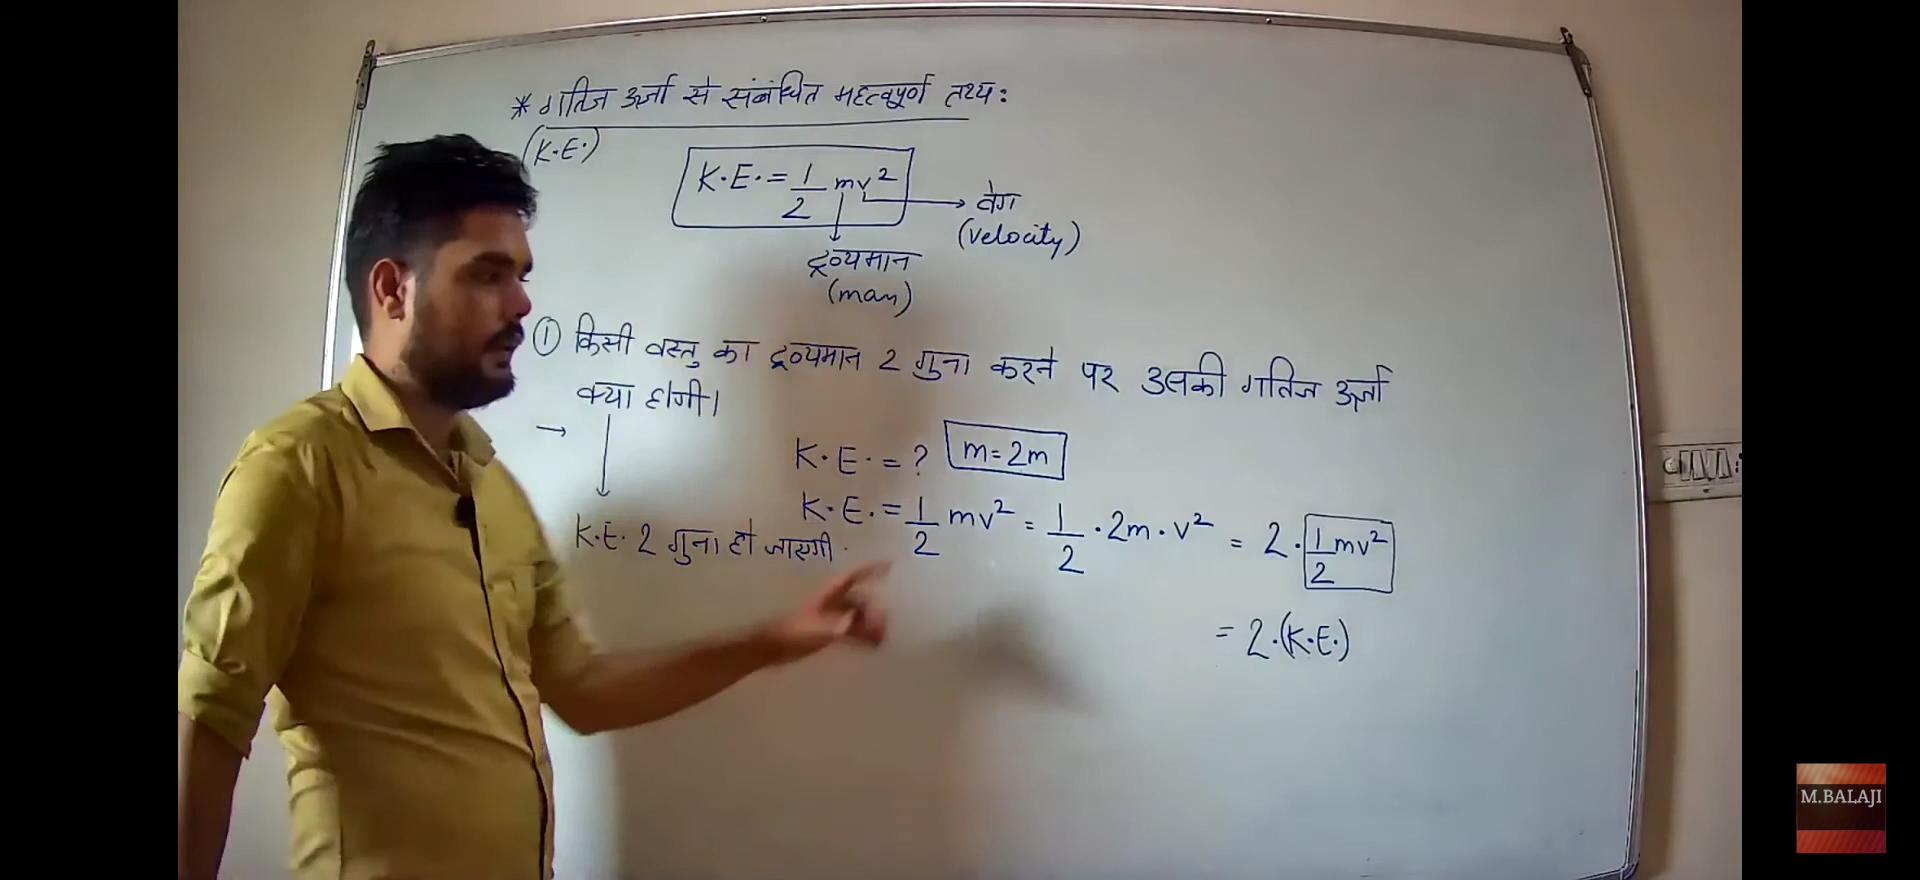 * गतिज ऊर्जा से संबंधित महत्वपूर्ण तथ्य:
(K.E.)
K.E. = 1/2 mv²
वेग
(velocity)
द्रव्यमान
(mass)
① किसी वस्तु का द्रव्यमान 2 गुना करने पर उसकी गतिज ऊर्जा
क्या होगी।
→ K.E. = ? m = 2m
K.E. = 1/2 mv² = 1/2 · 2m · v² = 2 · 1/2 mv²
K.E. 2 गुना हो जाएगी.
= 2.(K.E.)
M.BALAJI